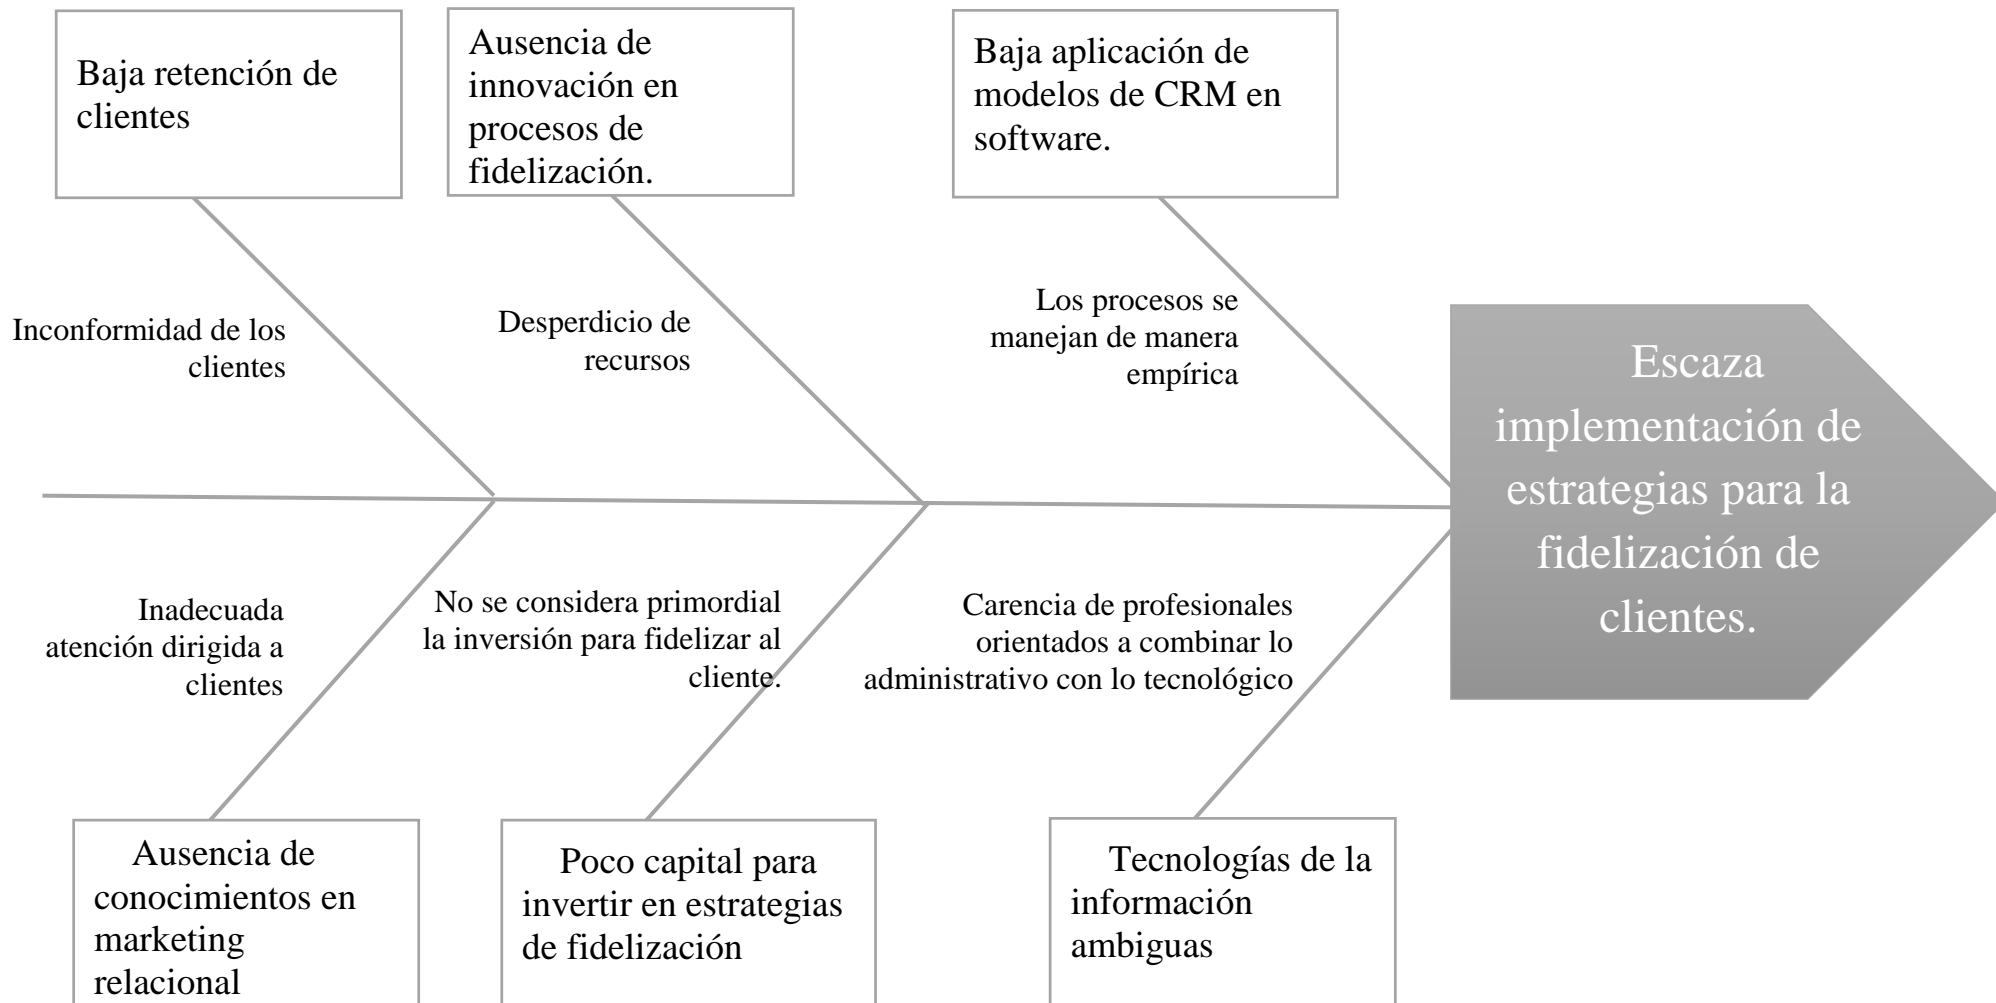 Baja retención de
clientes
Ausencia de
innovación en
procesos de
fidelización.
Baja aplicación de
modelos de CRM en
software.
Inconformidad de los
clientes
Desperdicio de
recursos
Los procesos se
manejan de manera
empírica
Escaza
implementación de
estrategias para la
fidelización de
clientes.
Inadecuada
atención dirigida a
clientes
No se considera primordial
la inversión para fidelizar al
cliente.
Carencia de profesionales
orientados a combinar lo
administrativo con lo tecnológico
Ausencia de
conocimientos en
marketing
relacional
Poco capital para
invertir en estrategias
de fidelización
Tecnologías de la
información
ambiguas